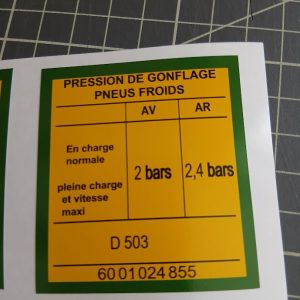 PRESSION DE GONFLAGE
PNEUS FROIDS
AV AR
En charge
normale
pleine charge
et vitesse
maxi
2 bars 2,4 bars
D 503
60 01 024 855